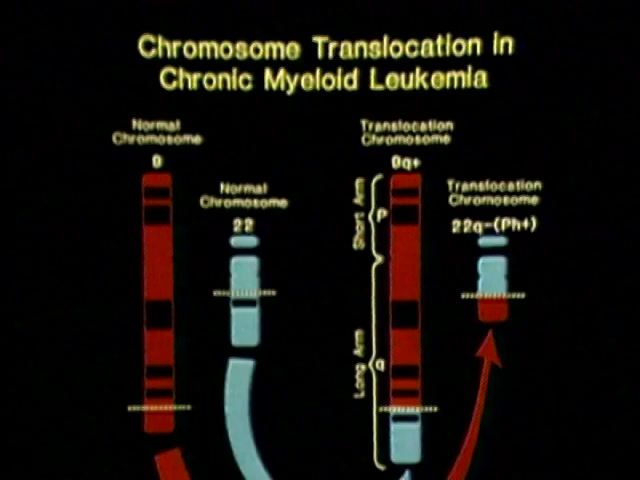 Chromosome Translocation in
Chronic Myeloid Leukemia
Normal
Chromosome
9
Normal
Chromosome
22
Translocation
Chromosome
9q+
Translocation
Chromosome
22q-(Ph+)
Short Arm
P
Long Arm
q